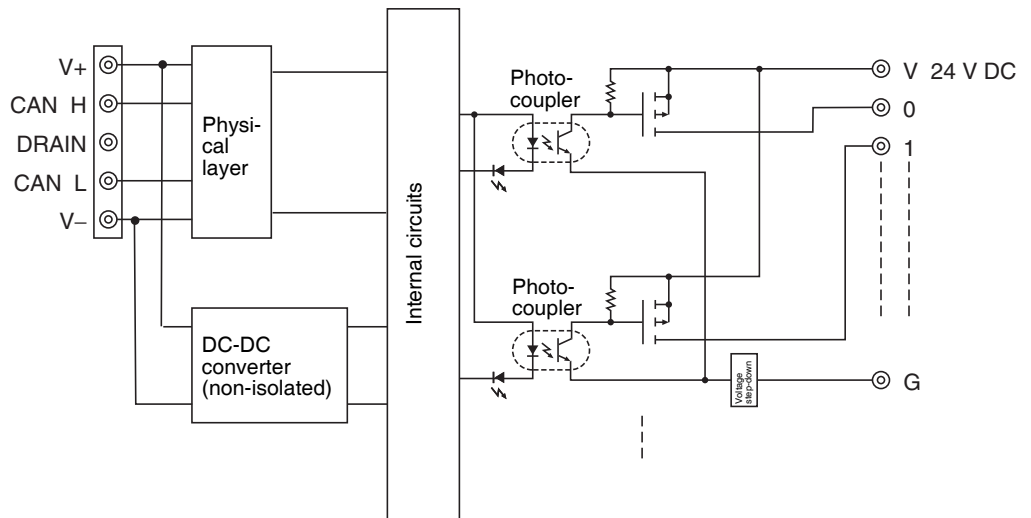 V+
CAN H
DRAIN
CAN L
V–
Physi-
cal
layer
DC-DC
converter
(non-isolated)
Internal circuits
Photo-
coupler
Photo-
coupler
Voltage
step-down
V 24 V DC
0
1
G